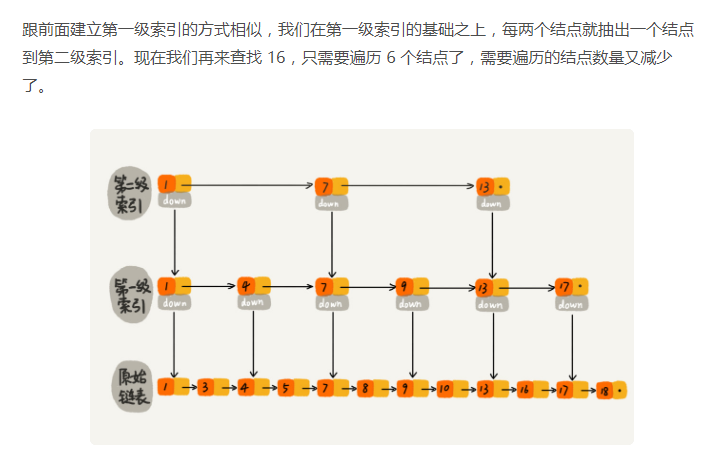 跟前面建立第一级索引的方式相似，我们在第一级索引的基础之上，每两个结点就抽出一个结点
到第二级索引。现在我们再来查找 16，只需要遍历 6 个结点了，需要遍历的结点数量又减少
了。
第二级
索引
1 7 13
down down down
第一级
索引
1 4 7 9 13 17
down down down down down down
原始
链表
1 3 4 5 7 8 9 10 13 16 17 18